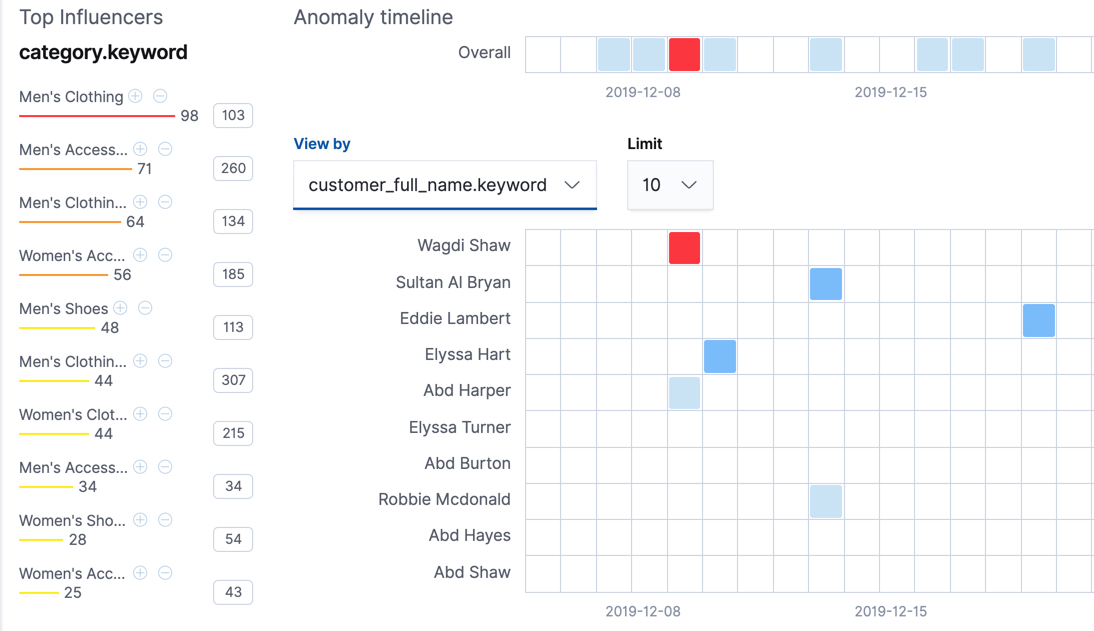 Top Influencers
category.keyword
Men's Clothing
98 103
Men's Access...
71 260
Men's Clothin...
64 134
Women's Acc...
56 185
Men's Shoes
48 113
Men's Clothin...
44 307
Women's Clot...
44 215
Men's Access...
34 34
Women's Sho...
28 54
Women's Acc...
25 43
Anomaly timeline
Overall
2019-12-08 2019-12-15
View by Limit
customer_full_name.keyword 10
Wagdi Shaw
Sultan Al Bryan
Eddie Lambert
Elyssa Hart
Abd Harper
Elyssa Turner
Abd Burton
Robbie Mcdonald
Abd Hayes
Abd Shaw
2019-12-08 2019-12-15